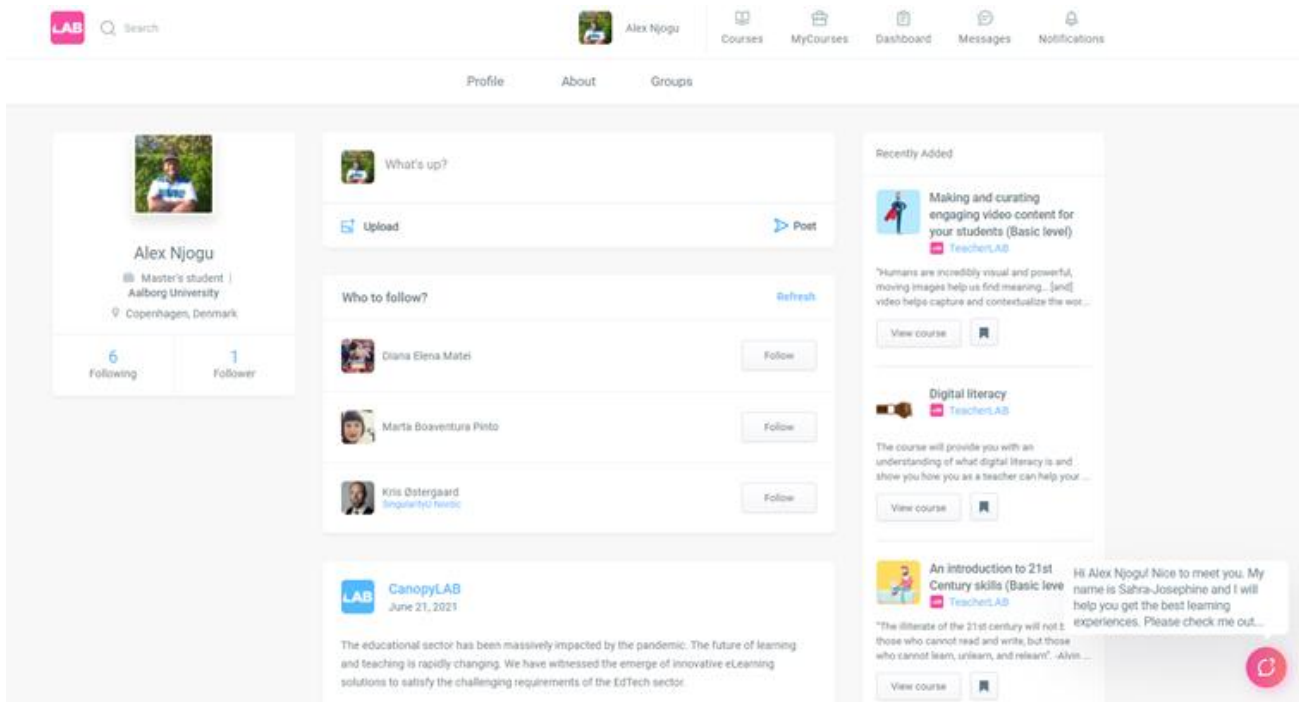 LAB
Search
Alex Njogu
Courses
MyCourses
Dashboard
Messages
Notifications
Profile
About
Groups
Alex Njogu
Master's student |
Aalborg University
Copenhagen, Denmark
6
Following
1
Follower
What's up?
Upload
Post
Who to follow?
Refresh
Diana Elena Matei
Follow
Marta Boaventura Pinto
Follow
Kris Østergaard
SingularityU Nordic
Follow
LAB
CanopyLAB
June 21, 2021
The educational sector has been massively impacted by the pandemic. The future of learning
and teaching is rapidly changing. We have witnessed the emerge of innovative eLearning
solutions to satisfy the challenging requirements of the EdTech sector.
Recently Added
Making and curating
engaging video content for
your students (Basic level)
LAB TeacherLAB
"Humans are incredibly visual and powerful,
moving images help us find meaning... [and]
video helps capture and contextualize the wor...
View course
Digital literacy
LAB TeacherLAB
The course will provide you with an
understanding of what digital literacy is and
show you how you as a teacher can help your ...
View course
An introduction to 21st
Century skills (Basic leve
LAB TeacherLAB
"The illiterate of the 21st century will not b
those who cannot read and write, but those
who cannot learn, unlearn, and relearn". -Alvin ...
View course
Hi Alex Njogu! Nice to meet you. My
name is Sahra-Josephine and I will
help you get the best learning
experiences. Please check me out...